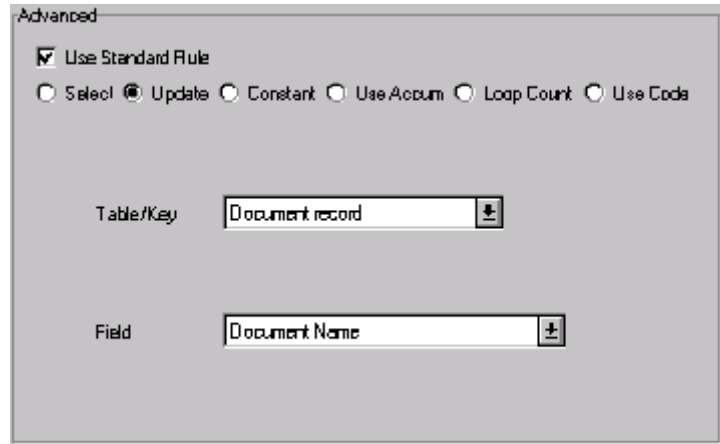 Advanced
Use Standard Rule
Select Update Constant Use Accum Loop Count Use Code
Table/Key Document record
Field Document Name